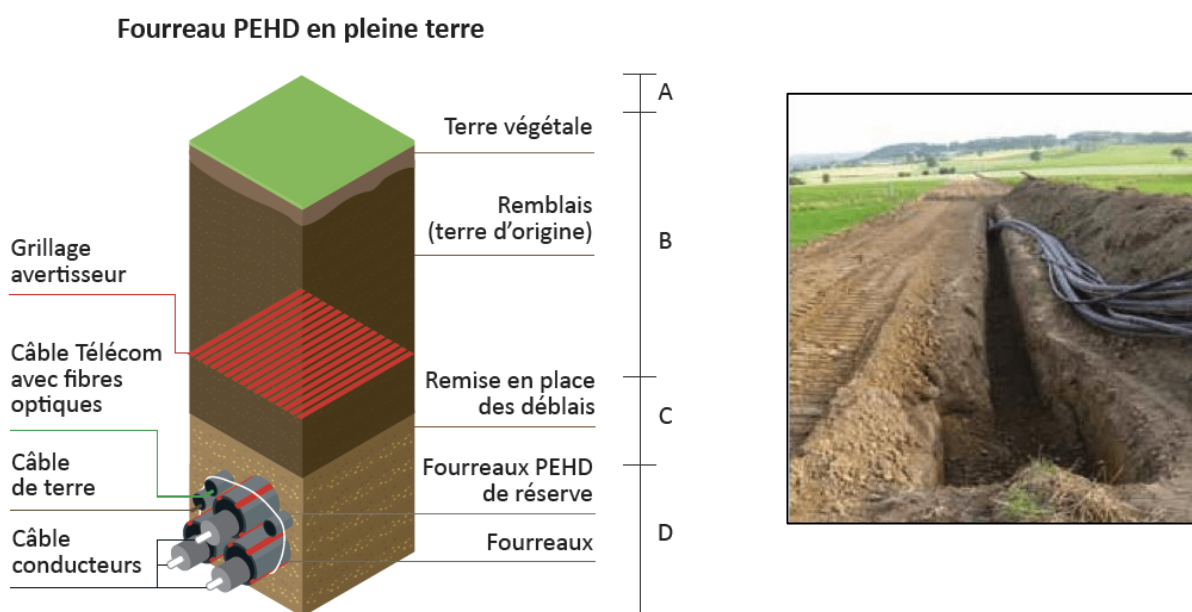 Fourreau PEHD en pleine terre
Grillage
avertisseur
Câble Télécom
avec fibres
optiques
Câble
de terre
Câble
conducteurs
Terre végétale
Remblais
(terre d'origine)
Remise en place
des déblais
Fourreaux PEHD
de réserve
Fourreaux
A
B
C
D